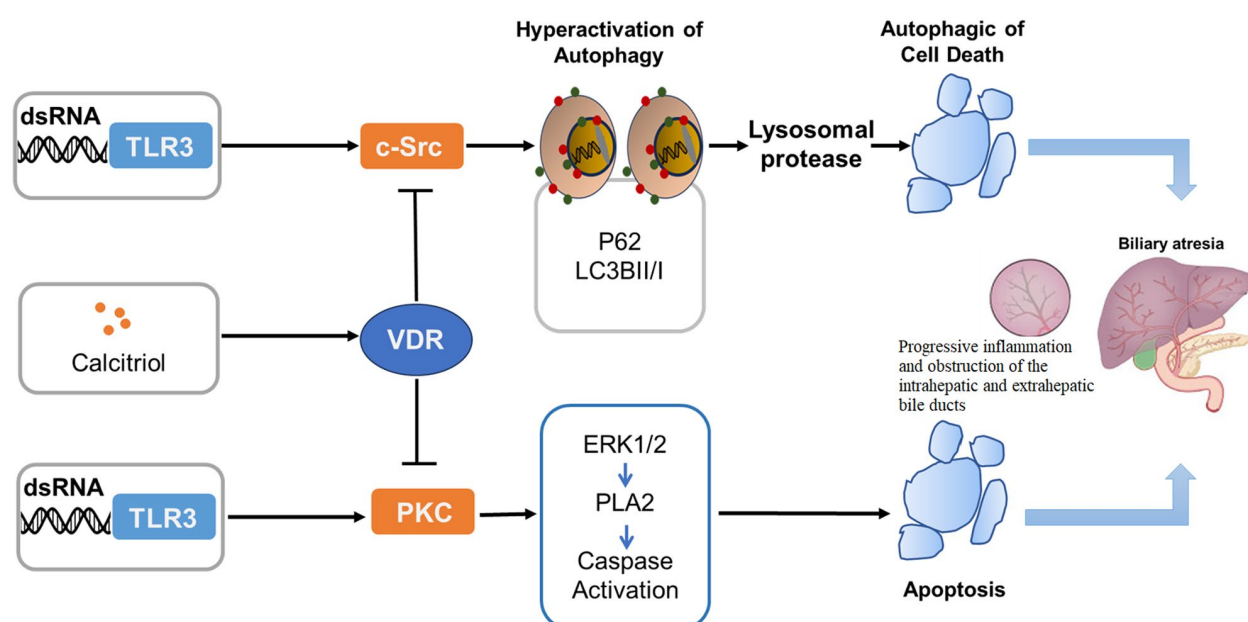 Hyperactivation of
Autophagy
Autophagic of
Cell Death
dsRNA
TLR3
c-Src
Lysosomal
protease
P62
LC3BII/I
Biliary atresia
Calcitriol
VDR
Progressive inflammation
and obstruction of the
intrahepatic and extrahepatic
bile ducts
dsRNA
TLR3
PKC
ERK1/2
PLA2
Caspase
Activation
Apoptosis